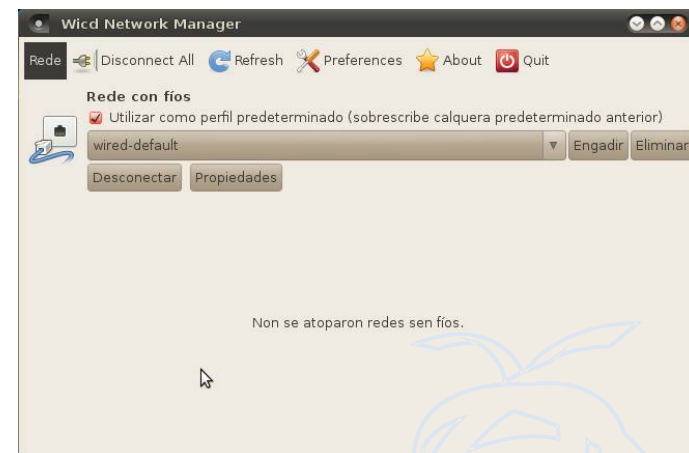 Wicd Network Manager
Rede Disconnect All Refresh Preferences About Quit
Rede con fíos
Utilizar como perfil predeterminado (sobrescribe calquera predeterminado anterior)
wired-default Engadir Eliminar
Desconectar Propiedades
Non se atoparon redes sen fíos.